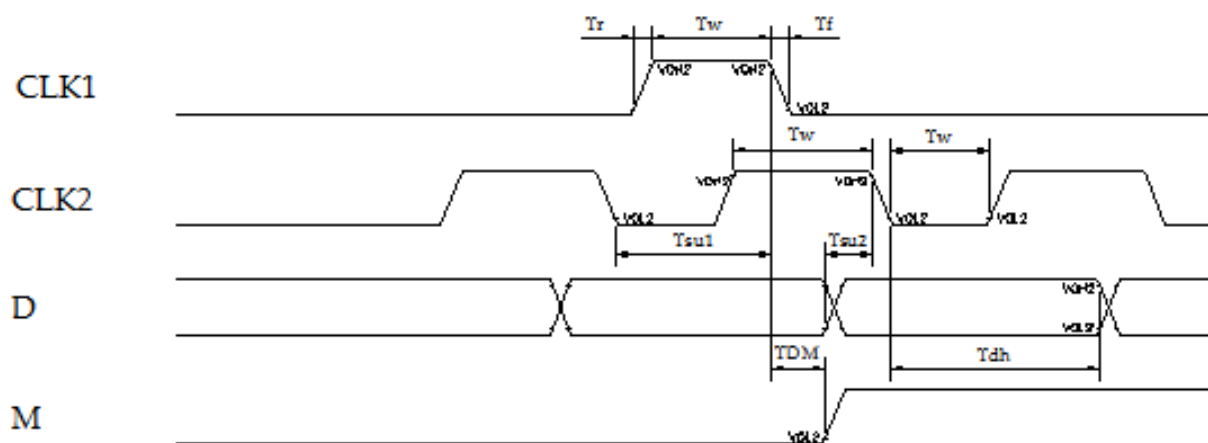 Tr Tw Tf
CLK1
VOH2 VOH2
VOL2
Tw Tw
CLK2
VOH2 VOH2
VOL2 VOL2 VOL2
Tsu1 Tsu2
D
VOH2
VOL2
TDM Tdh
M
VOL2